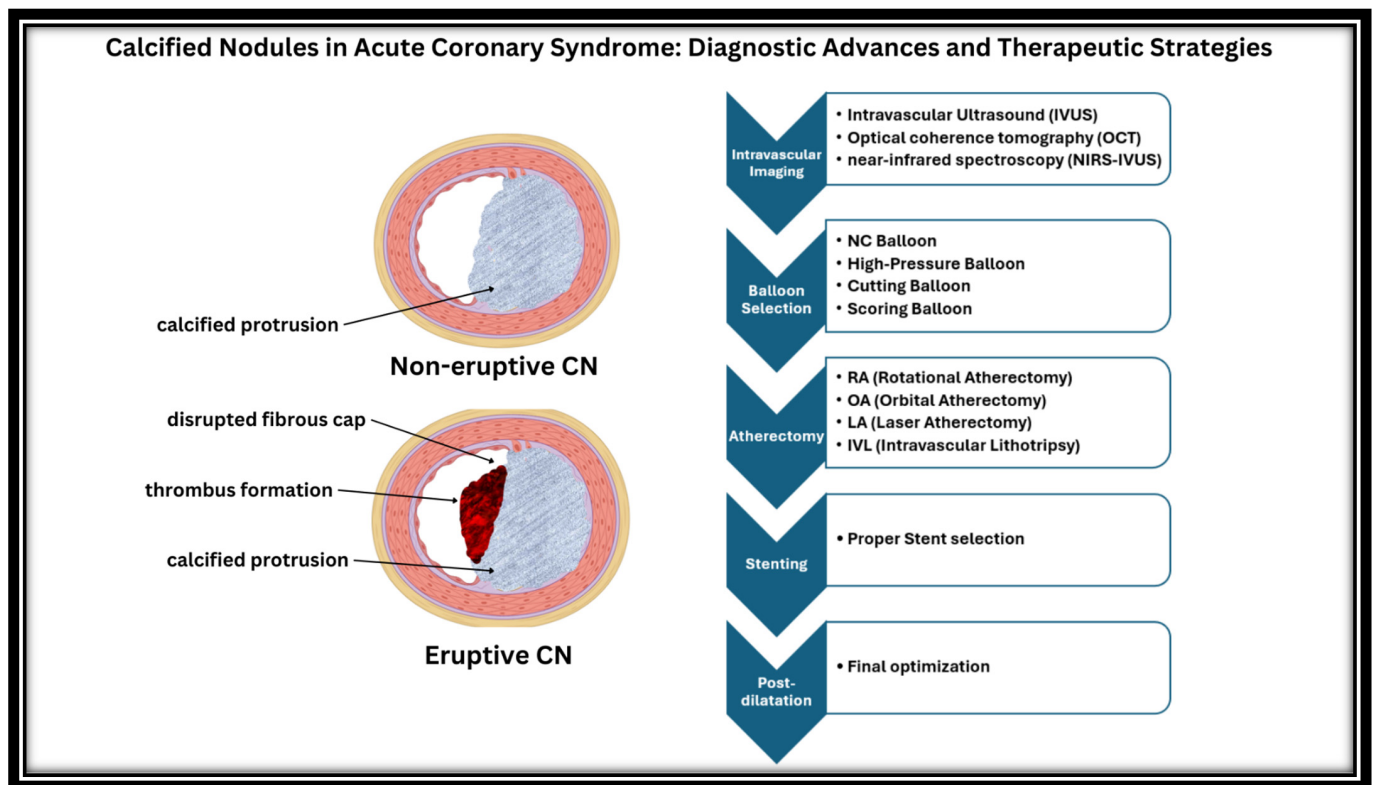 Calcified Nodules in Acute Coronary Syndrome: Diagnostic Advances and Therapeutic Strategies
calcified protrusion
Non-eruptive CN
disrupted fibrous cap
thrombus formation
calcified protrusion
Eruptive CN
Intravascular
Imaging
• Intravascular Ultrasound (IVUS)
• Optical coherence tomography (OCT)
• near-infrared spectroscopy (NIRS-IVUS)
Balloon
Selection
• NC Balloon
• High-Pressure Balloon
• Cutting Balloon
• Scoring Balloon
Atherectomy
• RA (Rotational Atherectomy)
• OA (Orbital Atherectomy)
• LA (Laser Atherectomy)
• IVL (Intravascular Lithotripsy)
Stenting
• Proper Stent selection
Post-
dilatation
• Final optimization